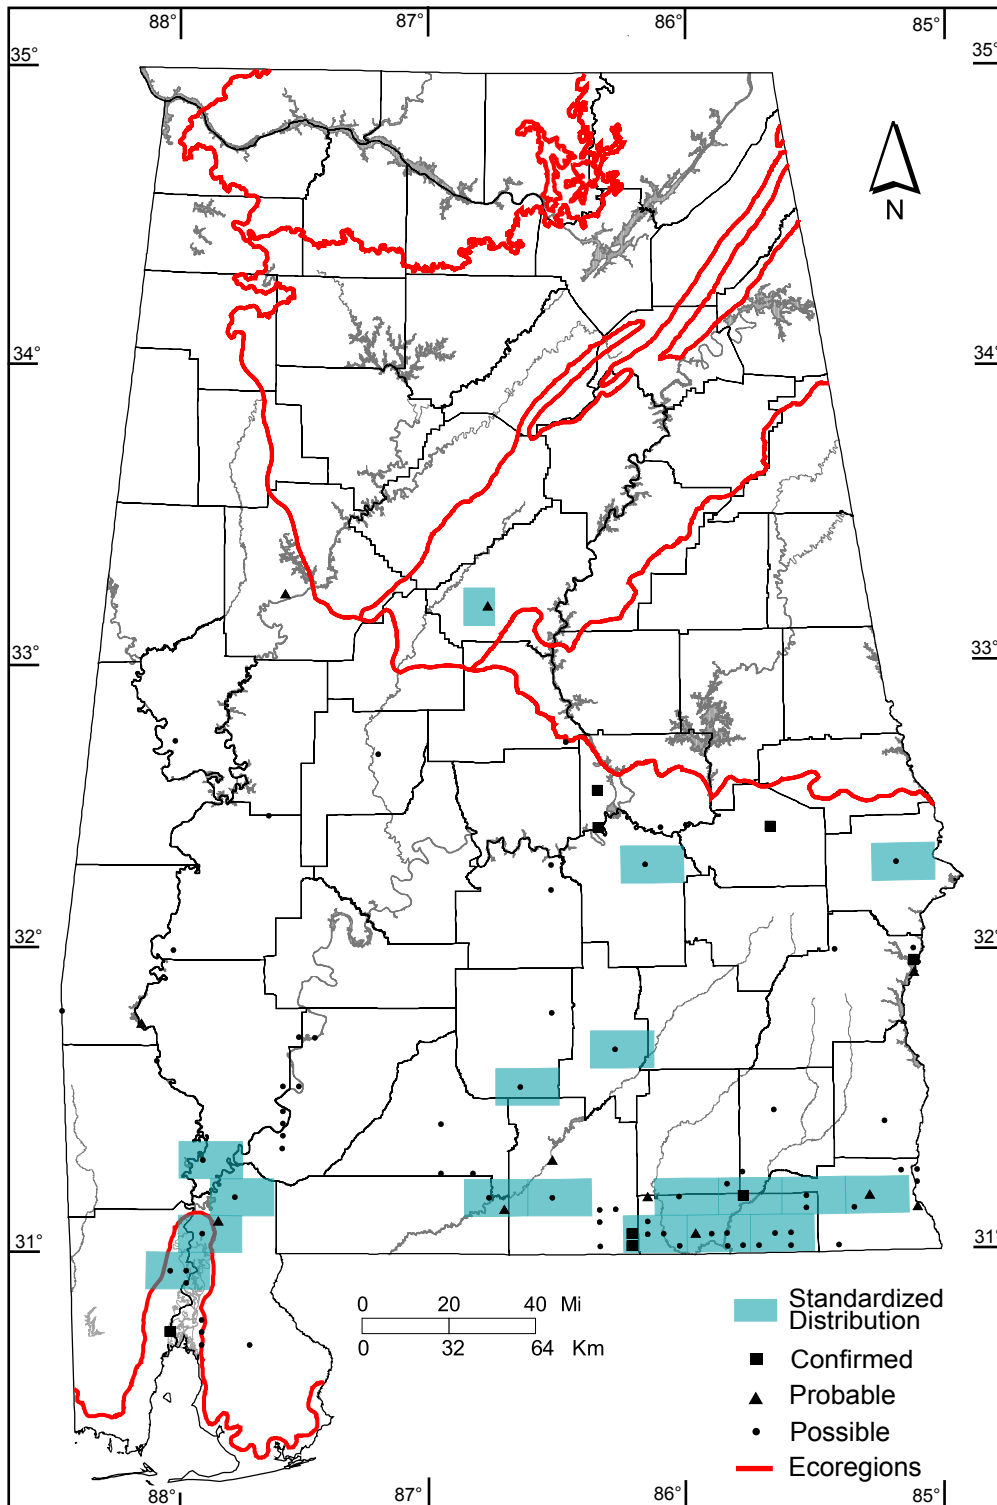 88° 87° 86° 85°
35° 35°
N
34° 34°
33° 33°
32° 32°
31° 31°
0 20 40 Mi
0 32 64 Km
Standardized
Distribution
Confirmed
Probable
Possible
Ecoregions
88° 87° 86° 85°